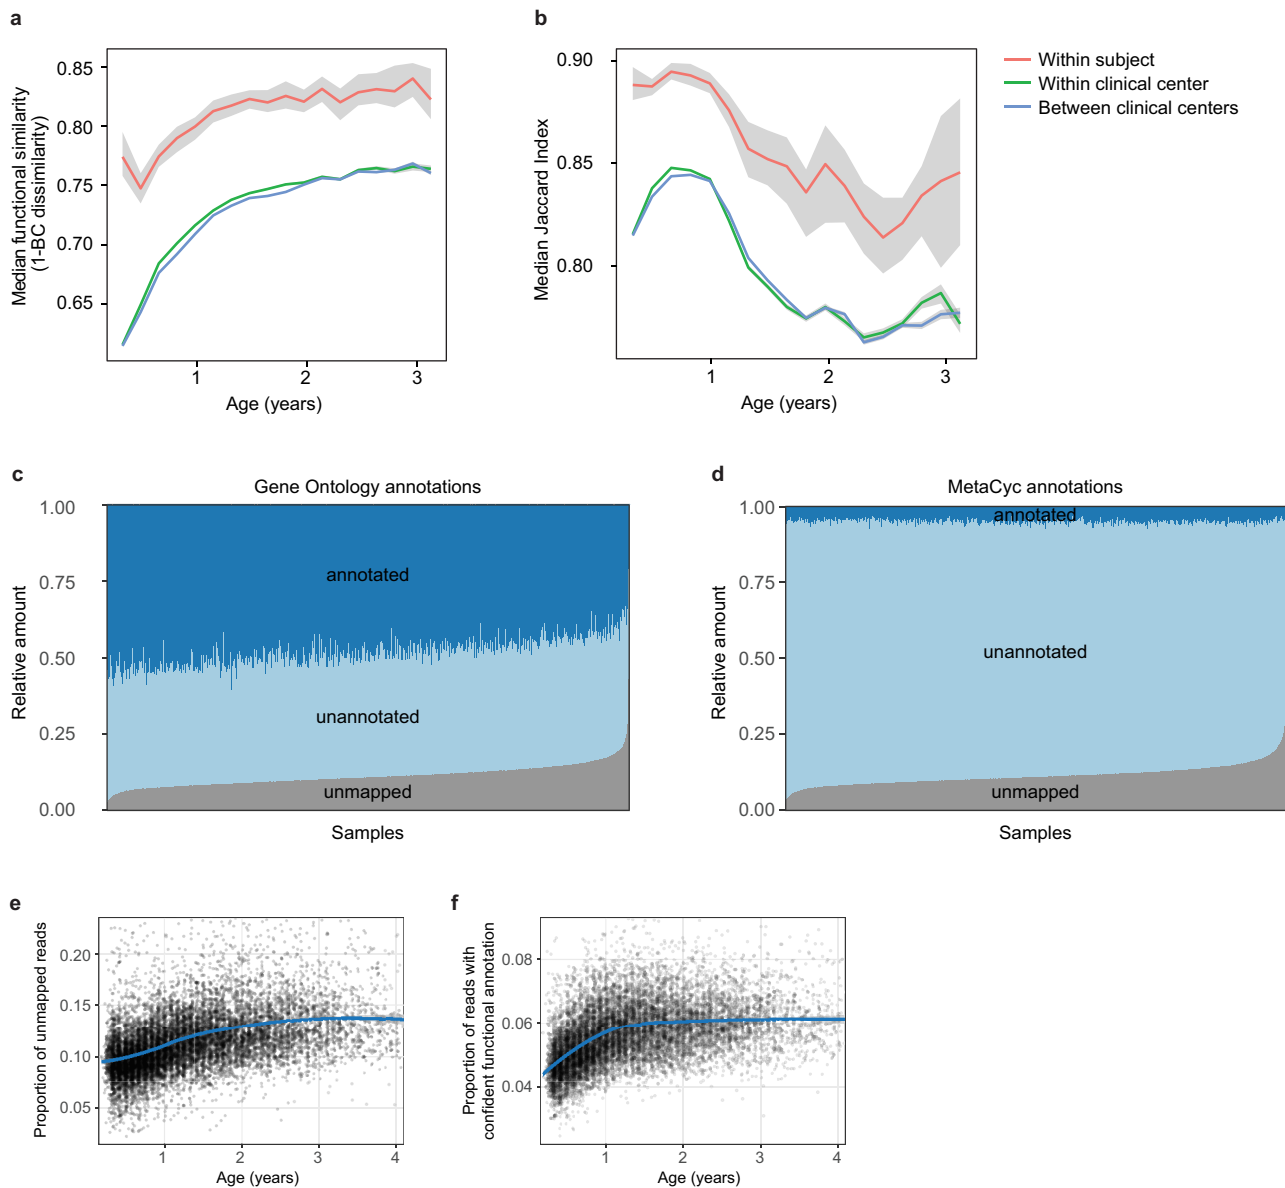 a
Median functional similarity
(1-BC dissimilarity)
0.85
0.80
0.75
0.70
0.65
1
2
3
Age (years)
b
Median Jaccard Index
0.90
0.85
0.80
1
2
3
Age (years)
Within subject
Within clinical center
Between clinical centers
c
Gene Ontology annotations
Relative amount
1.00
0.75
0.50
0.25
0.00
annotated
unannotated
unmapped
Samples
d
MetaCyc annotations
Relative amount
1.00
0.75
0.50
0.25
0.00
annotated
unannotated
unmapped
Samples
e
Proportion of unmapped reads
0.20
0.15
0.10
0.05
1
2
3
4
Age (years)
f
Proportion of reads with
confident functional annotation
0.08
0.06
0.04
1
2
3
4
Age (years)